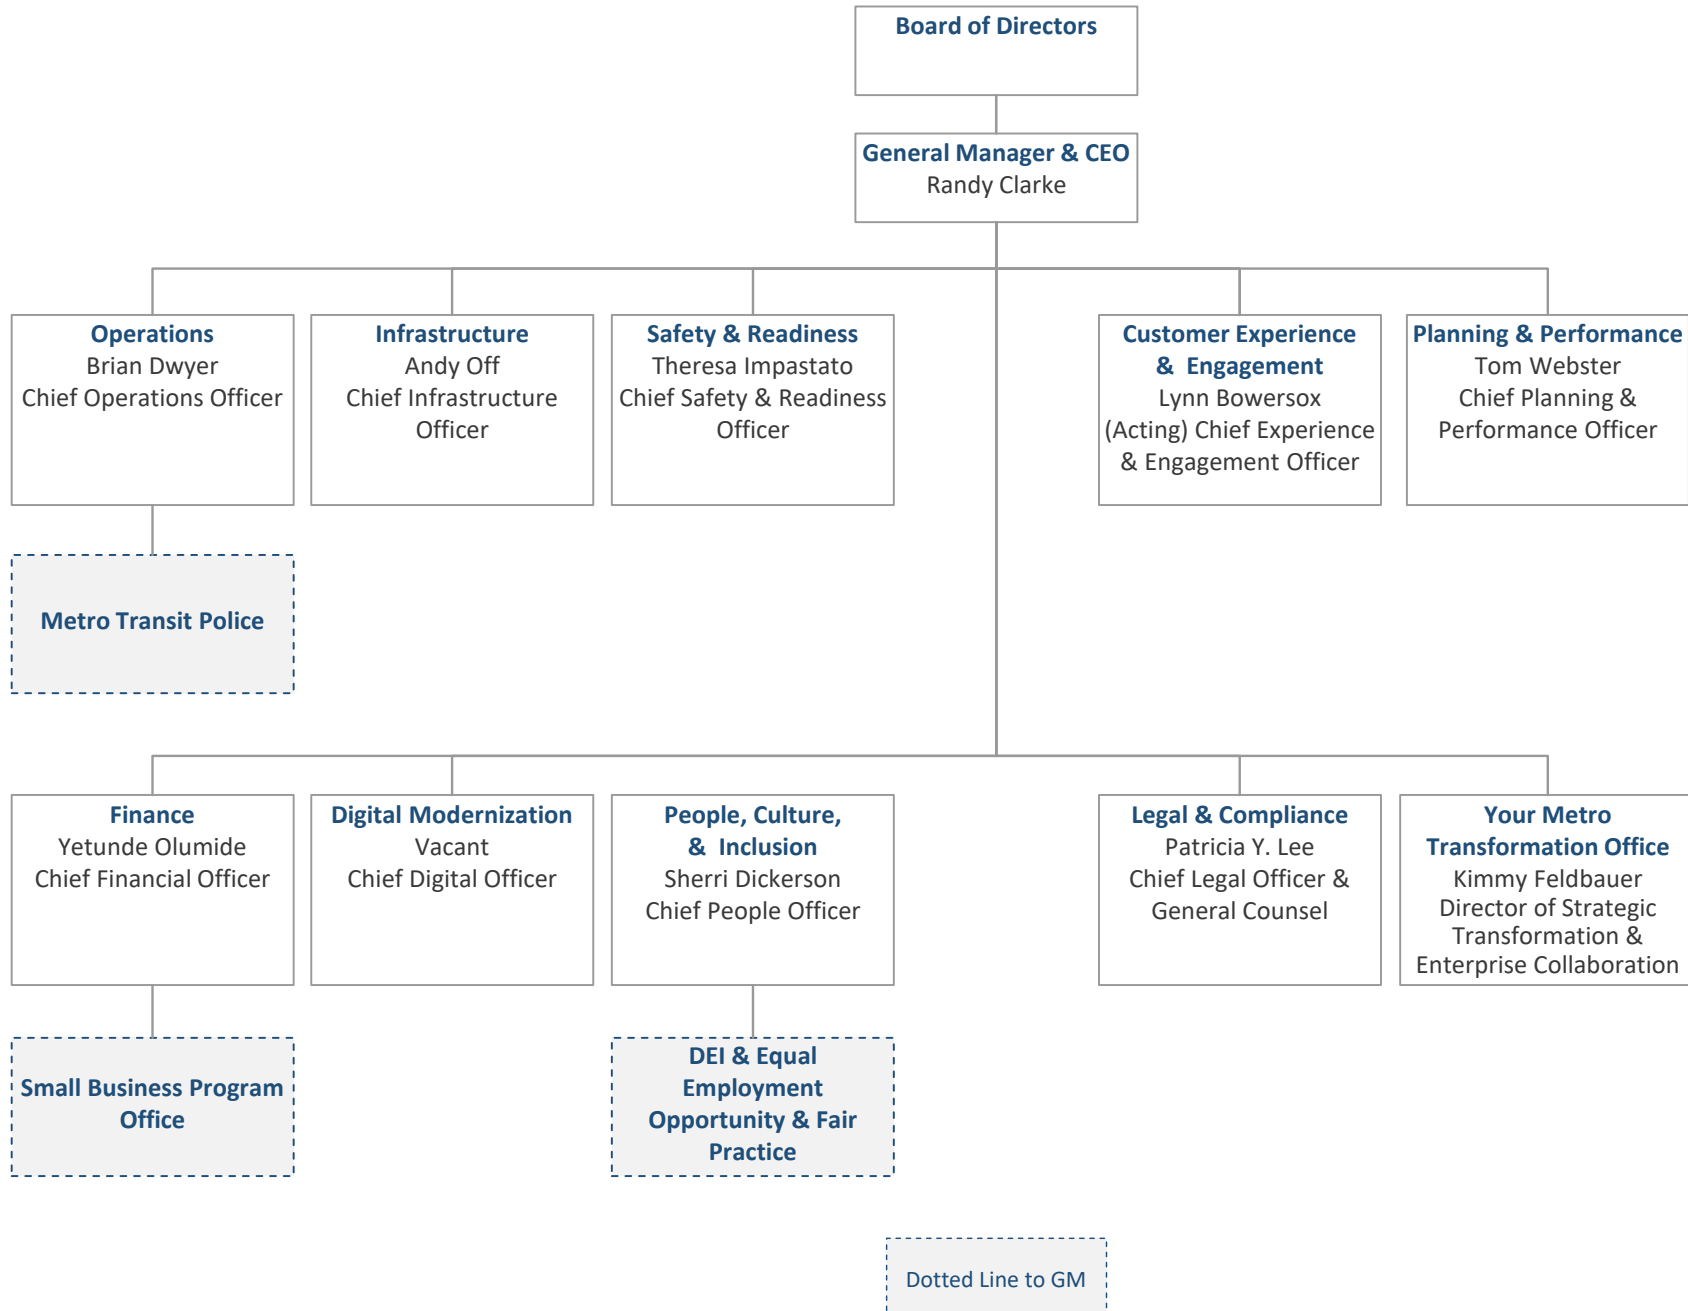 Board of Directors
General Manager & CEO
Randy Clarke
Operations
Brian Dwyer
Chief Operations Officer
Infrastructure
Andy Off
Chief Infrastructure
Officer
Safety & Readiness
Theresa Impastato
Chief Safety & Readiness
Officer
Customer Experience
& Engagement
Lynn Bowersox
(Acting) Chief Experience
& Engagement Officer
Planning & Performance
Tom Webster
Chief Planning &
Performance Officer
Metro Transit Police
Finance
Yetunde Olumide
Chief Financial Officer
Digital Modernization
Vacant
Chief Digital Officer
People, Culture,
& Inclusion
Sherri Dickerson
Chief People Officer
Legal & Compliance
Patricia Y. Lee
Chief Legal Officer &
General Counsel
Your Metro
Transformation Office
Kimmy Feldbauer
Director of Strategic
Transformation &
Enterprise Collaboration
Small Business Program
Office
DEI & Equal
Employment
Opportunity & Fair
Practice
Dotted Line to GM